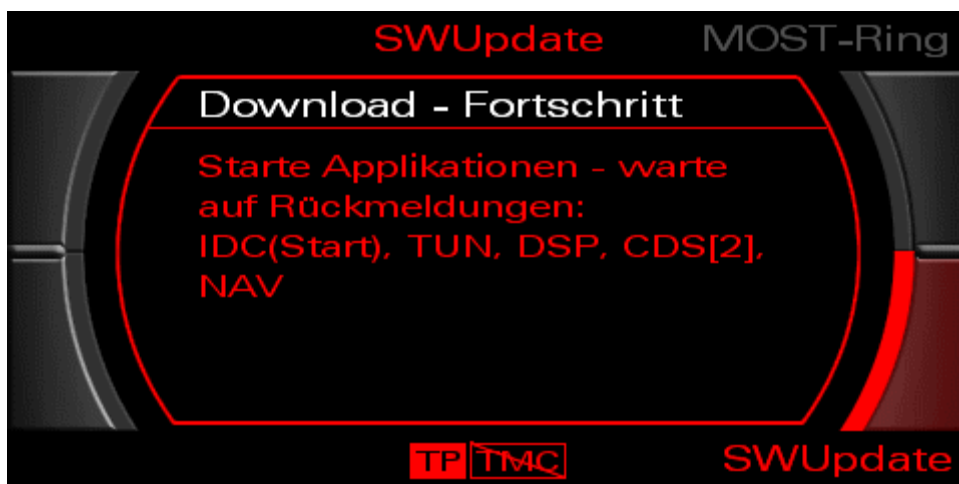 SWUpdate MOST-Ring
Download - Fortschritt
Starte Applikationen - warte
auf Rückmeldungen:
IDC(Start), TUN, DSP, CDS[2],
NAV
TP TMC SWUpdate